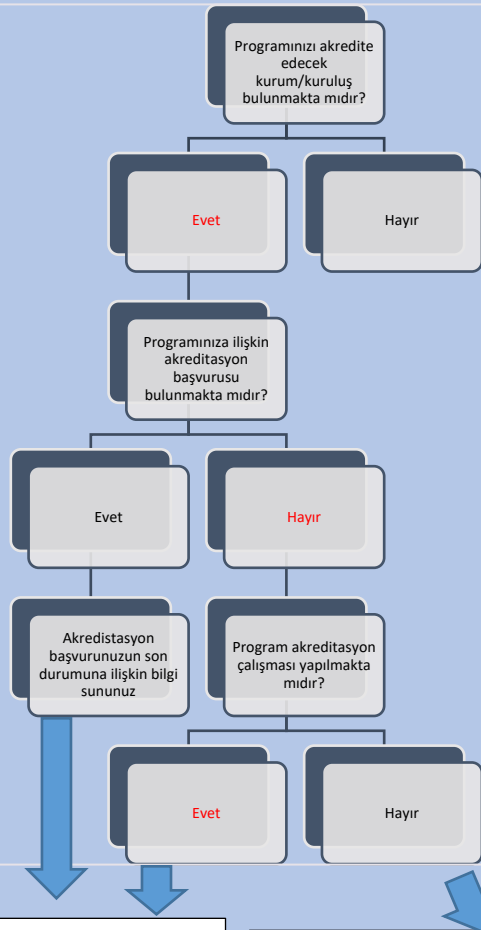 Programınızı akredite
edecek
kurum/kuruluş
bulunmakta mıdır?
Evet
Hayır
Programınıza ilişkin
akreditasyon
başvurusu
bulunmakta mıdır?
Evet
Hayır
Akredistasyon
başvurunuzun son
durumuna ilişkin bilgi
sununuz
Program akreditasyon
çalışması yapılmakta
mıdır?
Evet
Hayır